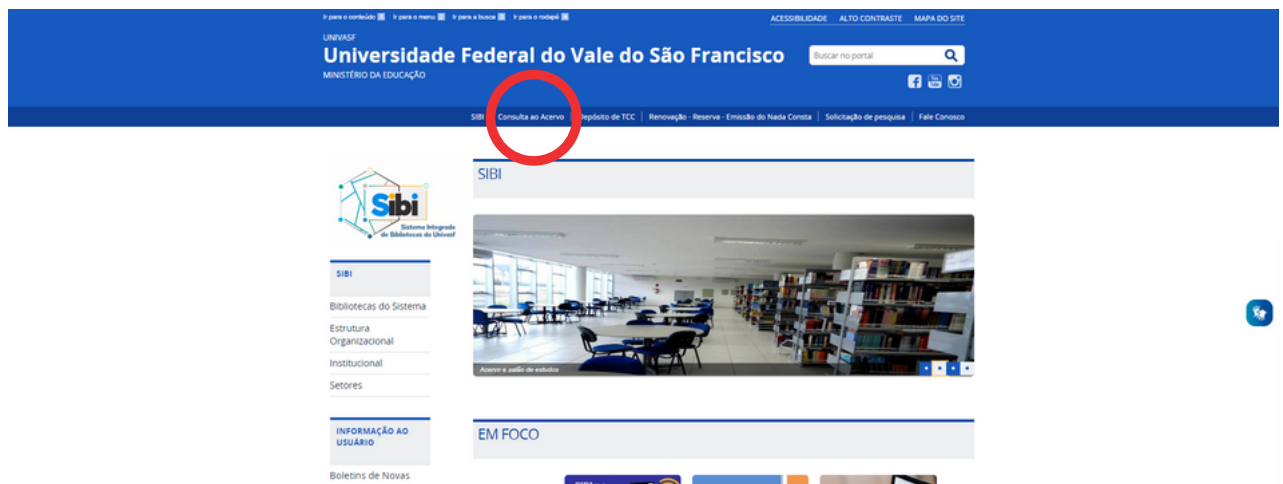 Ir para o conteúdo 1 Ir para o menu 2 Ir para a busca 3 Ir para o rodapé 4
ACESSIBILIDADE ALTO CONTRASTE MAPA DO SITE
UNIVASF
Universidade Federal do Vale do São Francisco
MINISTÉRIO DA EDUCAÇÃO
Buscar no portal
You Tube
SIBI Consulta ao Acervo | Depósito de TCC | Renovação - Reserva - Emissão do Nada Consta | Solicitação de pesquisa | Fale Conosco
Sibi
Sistema Integrado
de Bibliotecas da Univasf
SIBI
Bibliotecas do Sistema
Estrutura
Organizacional
Institucional
Setores
INFORMAÇÃO AO
USUÁRIO
Boletins de Novas
SIBI
Acervo e salão de estudos
EM FOCO